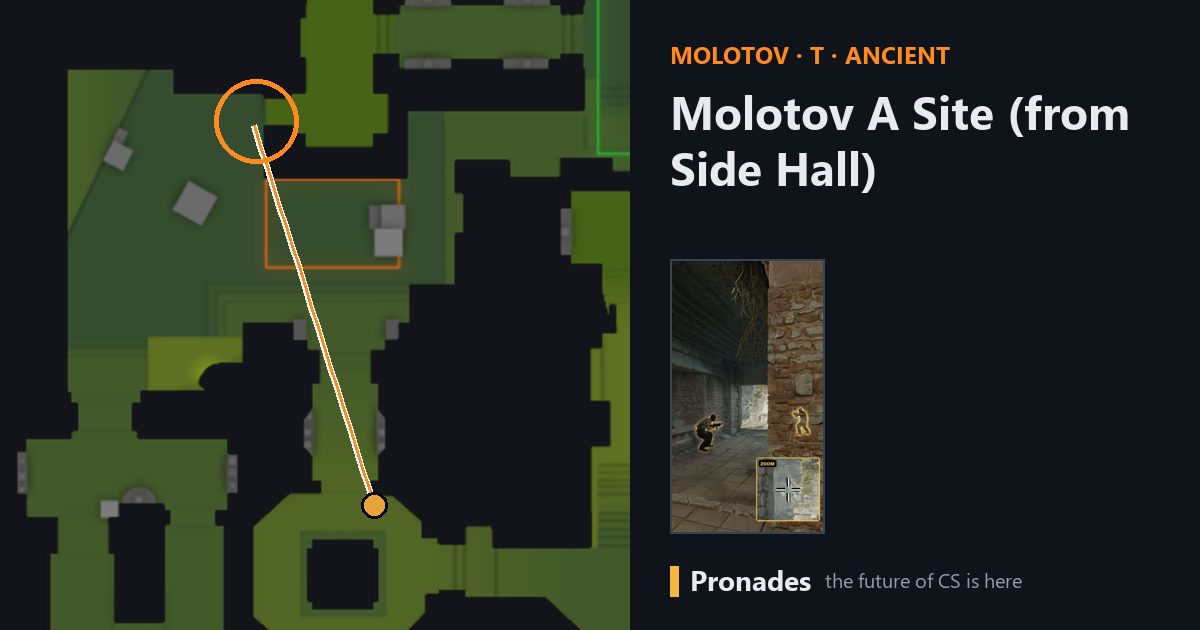 MOLOTOV · T · ANCIENT
Molotov A Site (from
Side Hall)
ZOOM
Pronades the future of CS is here